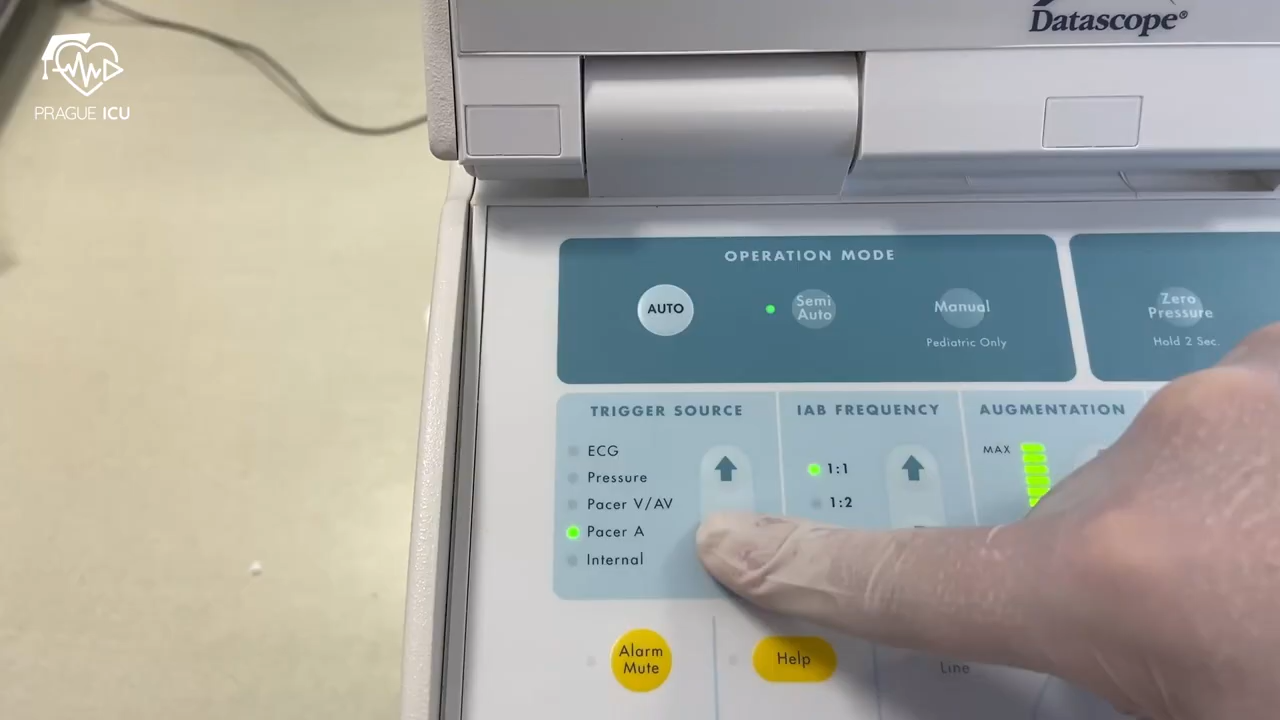 Datascope®
PRAGUE ICU
OPERATION MODE
AUTO
Semi
Auto
Manual
Pediatric Only
Zero
Pressure
Hold 2 Sec.
TRIGGER SOURCE
ECG
Pressure
Pacer V/AV
Pacer A
Internal
IAB FREQUENCY
1:1
1:2
AUGMENTATION
MAX
Alarm
Mute
Help
Line